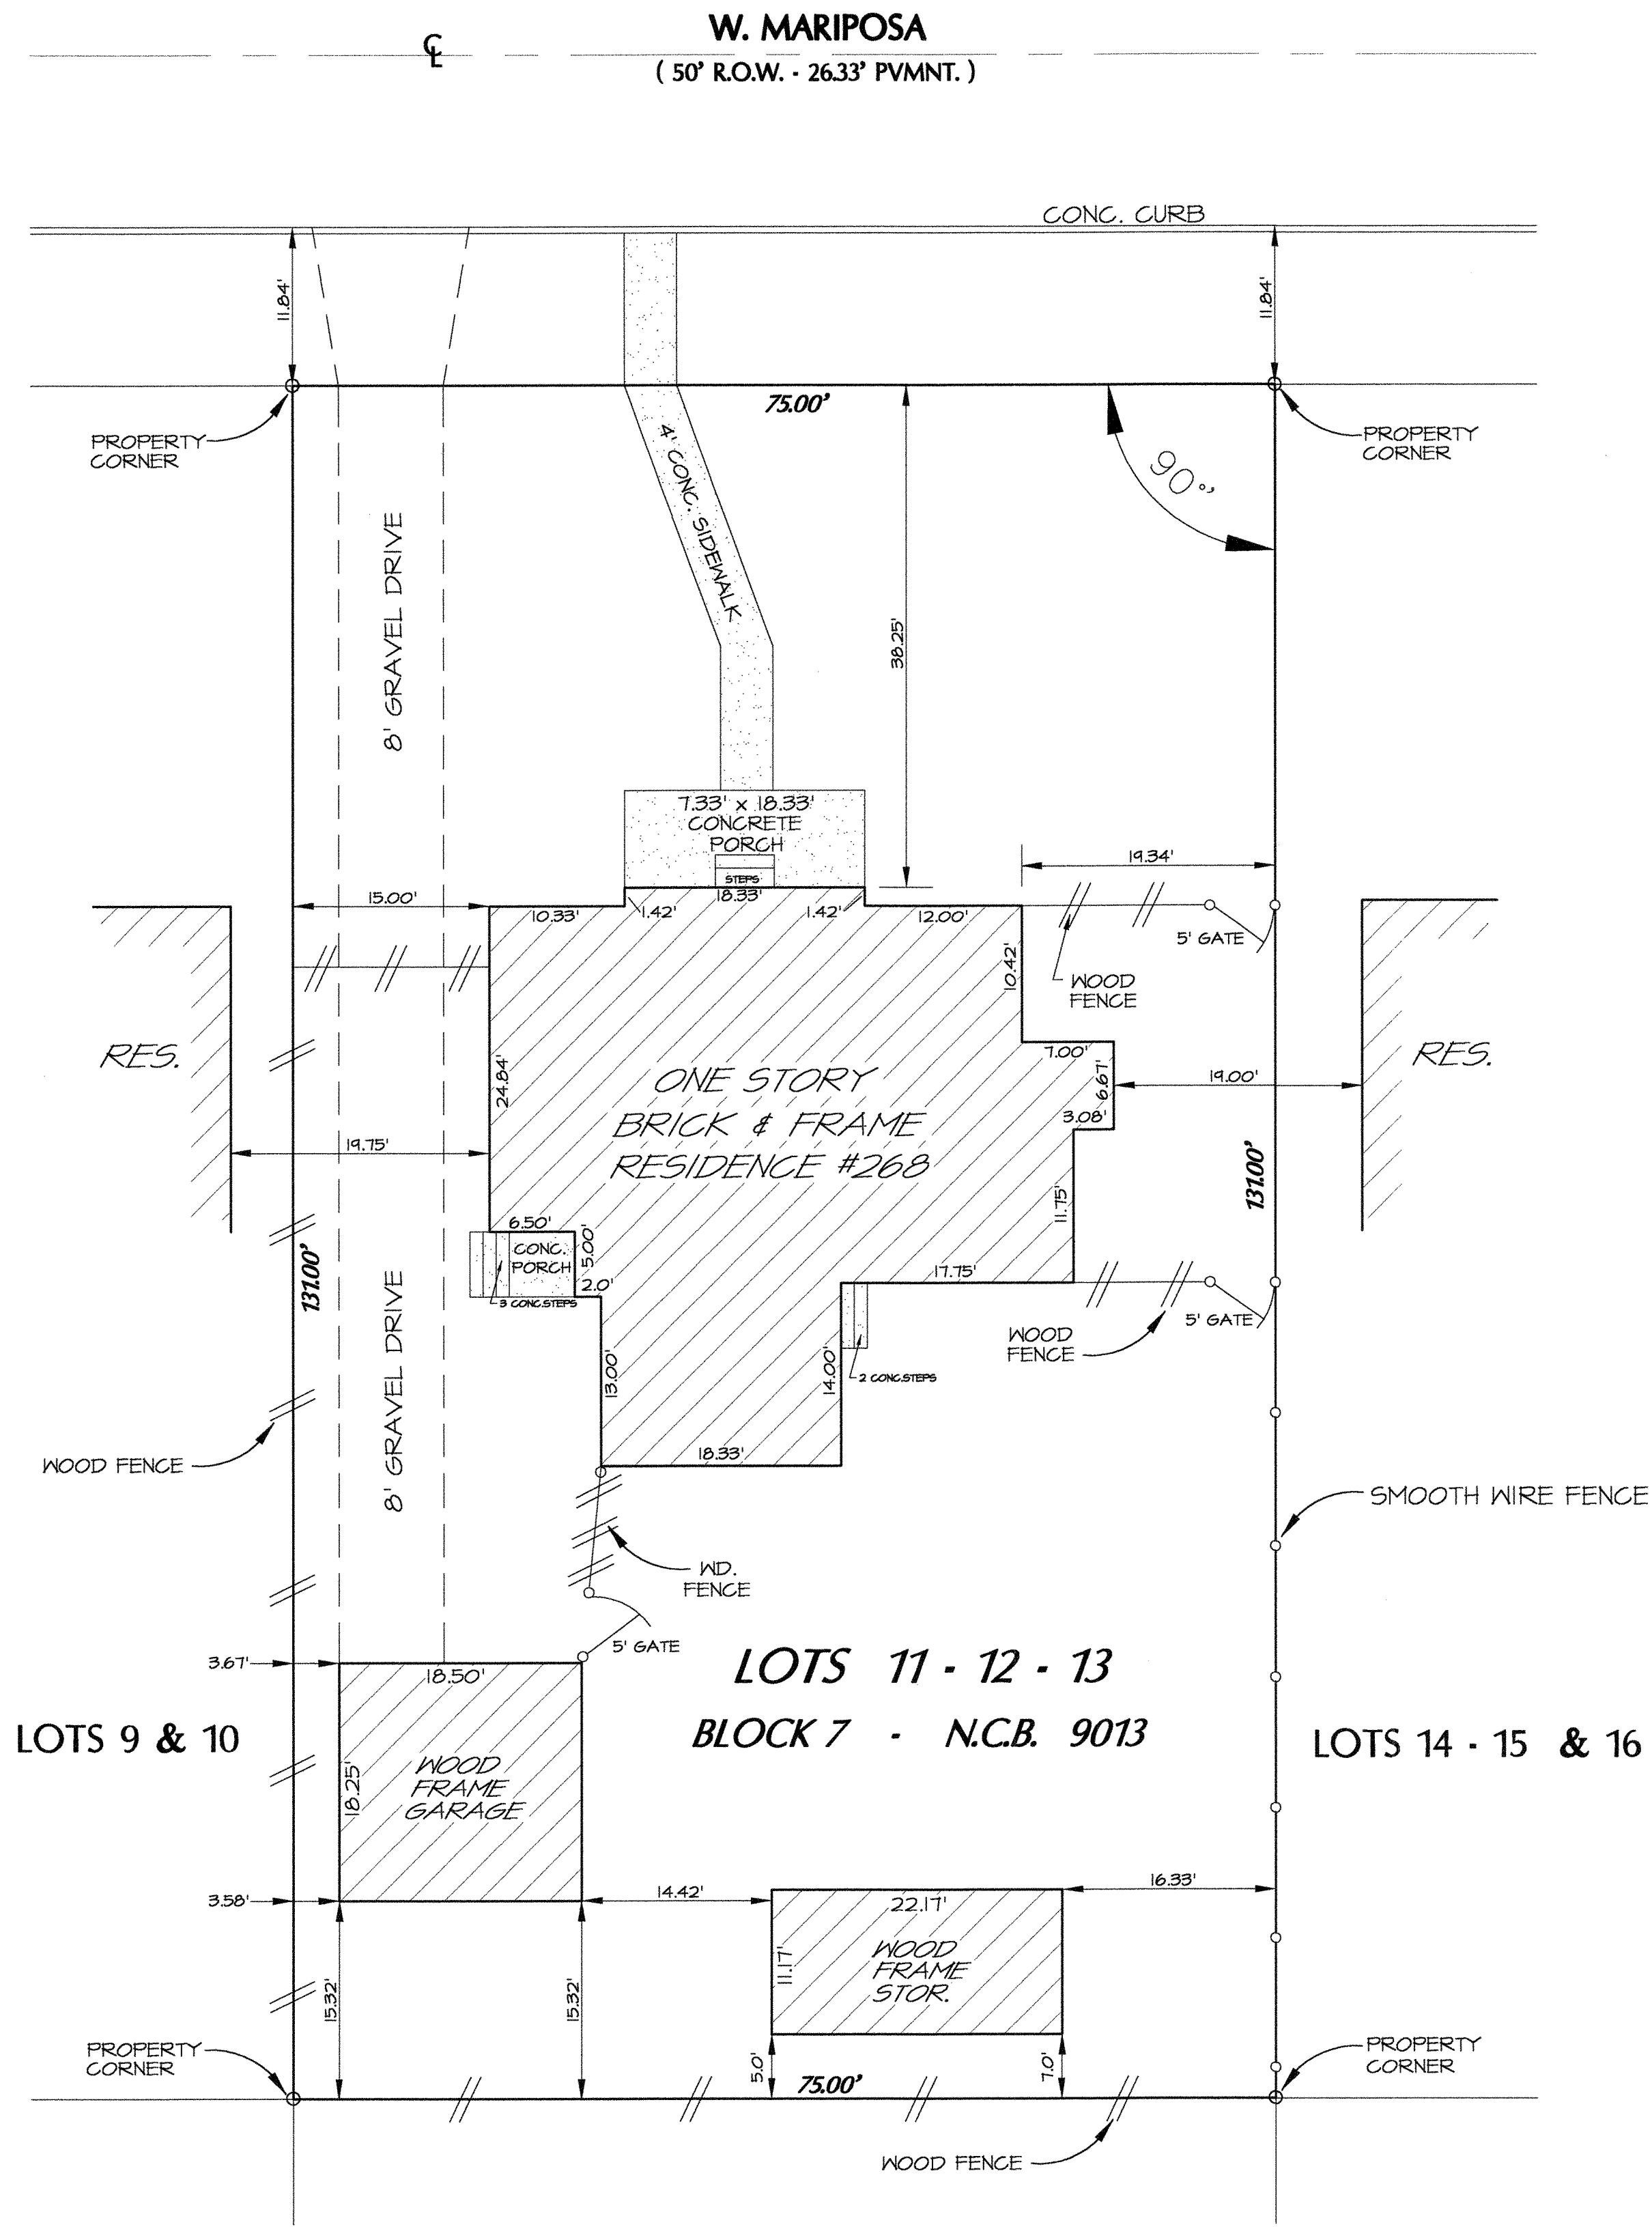 W. MARIPOSA
℄
( 50' R.O.W. - 26.33' PVMNT. )
CONC. CURB
11.84'
11.84'
75.00'
PROPERTY
CORNER
PROPERTY
CORNER
90°
4' CONC. SIDEWALK
8' GRAVEL DRIVE
38.25'
7.33' x 18.33'
CONCRETE
PORCH
STEPS
18.33'
19.34'
15.00'
10.33'
1.42'
1.42'
12.00'
5' GATE
10.42'
WOOD
FENCE
RES.
RES.
7.00'
24.84'
ONE STORY
BRICK & FRAME
RESIDENCE #268
6.67'
19.00'
3.08'
19.75'
131.00'
11.75'
6.50'
CONC.
PORCH
5.00'
2.0'
3 CONC.STEPS
131.00'
17.75'
5' GATE
WOOD
FENCE
8' GRAVEL DRIVE
13.00'
14.00'
2 CONC.STEPS
18.33'
WOOD FENCE
SMOOTH WIRE FENCE
WD.
FENCE
5' GATE
3.67'
18.50'
LOTS 11 - 12 - 13
BLOCK 7 - N.C.B. 9013
LOTS 9 & 10
LOTS 14 - 15 & 16
18.25'
WOOD
FRAME
GARAGE
3.58'
14.42'
16.33'
22.17'
11.17'
WOOD
FRAME
STOR.
15.32'
15.32'
PROPERTY
CORNER
PROPERTY
CORNER
5.0'
7.0'
75.00'
WOOD FENCE